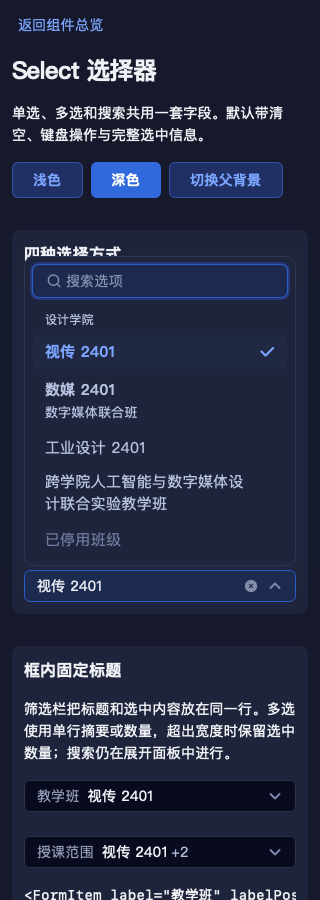 返回组件总览
Select 选择器
单选、多选和搜索共用一套字段。默认带清
空、键盘操作与完整选中信息。
浅色 深色 切换父背景
四种选择方式
搜索选项
设计学院
视传 2401
数媒 2401
数字媒体联合班
工业设计 2401
跨学院人工智能与数字媒体设
计联合实验教学班
已停用班级
视传 2401
框内固定标题
筛选栏把标题和选中内容放在同一行。多选
使用单行摘要或数量，超出宽度时保留选中
数量；搜索仍在展开面板中进行。
教学班 视传 2401
授课范围 视传 2401 +2
<FormItem label="教学班" labelPos